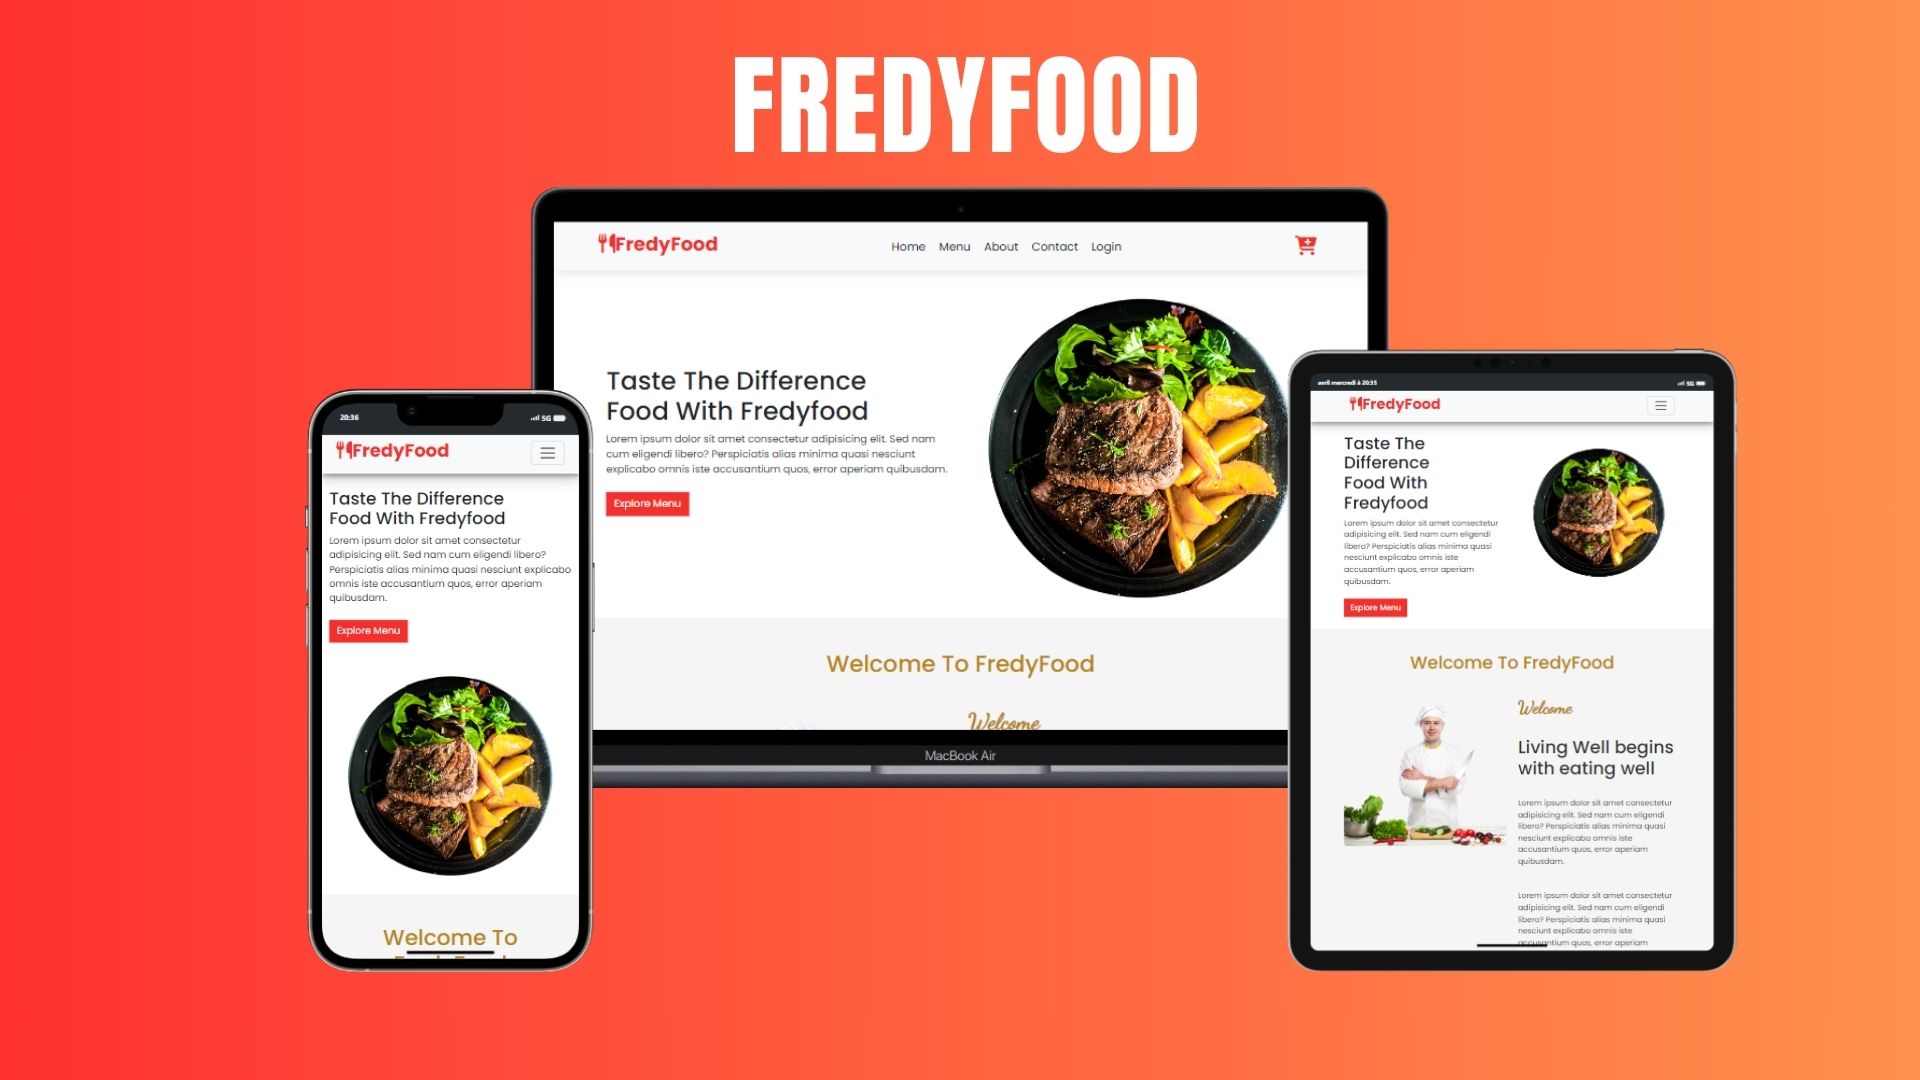 FREDYFOOD
FredyFood
Home Menu About Contact Login
Taste The Difference
Food With Fredyfood
Lorem ipsum dolor sit amet consectetur adipisicing elit. Sed nam
cum eligendi libero? Perspiciatis alias minima quasi nesciunt
explicabo omnis iste accusantium quos, error aperiam quibusdam.
Explore Menu
Welcome To FredyFood
Welcome
MacBook Air
20:36
5G
FredyFood
Taste The Difference
Food With Fredyfood
Lorem ipsum dolor sit amet consectetur
adipisicing elit. Sed nam cum eligendi libero?
Perspiciatis alias minima quasi nesciunt explicabo
omnis iste accusantium quos, error aperiam
quibusdam.
Explore Menu
Welcome To
avril mercredi à 20:35
5G
FredyFood
Taste The
Difference
Food With
Fredyfood
Lorem ipsum dolor sit amet consectetur
adipisicing elit. Sed nam cum eligendi
libero? Perspiciatis alias minima quasi
nesciunt explicabo omnis iste
accusantium quos, error aperiam
quibusdam.
Explore Menu
Welcome To FredyFood
Welcome
Living Well begins
with eating well
Lorem ipsum dolor sit amet consectetur
adipisicing elit. Sed nam cum eligendi
libero? Perspiciatis alias minima quasi
nesciunt explicabo omnis iste
accusantium quos, error aperiam
quibusdam.
Lorem ipsum dolor sit amet consectetur
adipisicing elit. Sed nam cum eligendi
libero? Perspiciatis alias minima quasi
nesciunt explicabo omnis iste
accusantium quos, error aperiam